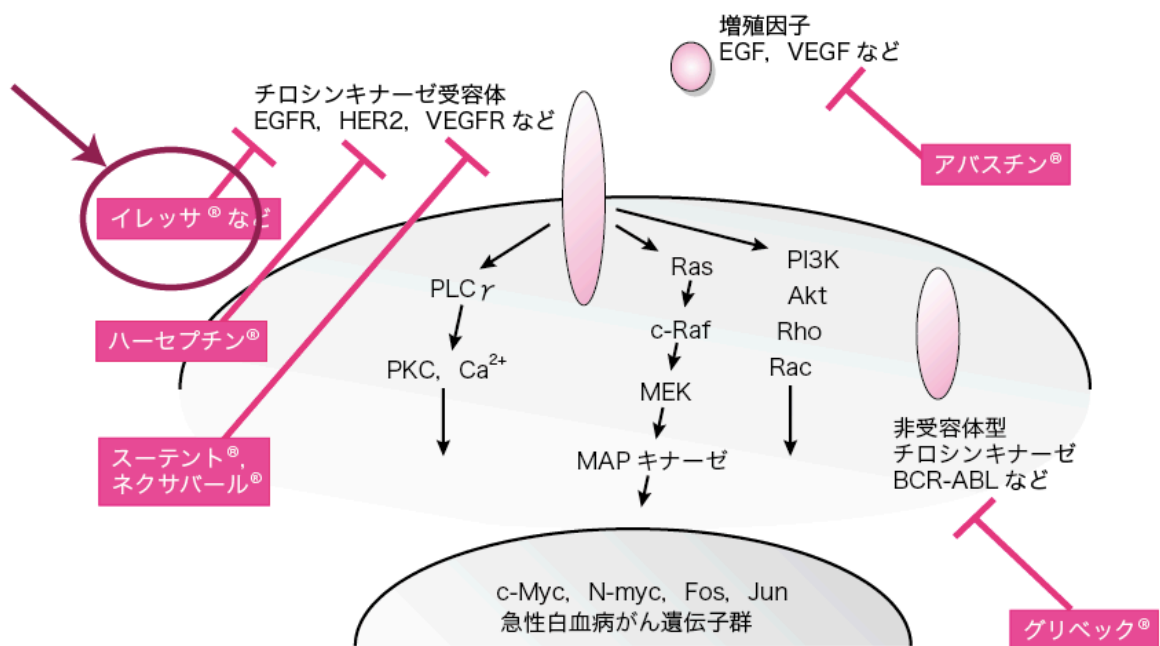 増殖因子
EGF, VEGF など
チロシンキナーゼ受容体
EGFR, HER2, VEGFR など
アバスチン®
イレッサ® など
ハーセプチン®
スーテント®,
ネクサバール®
PLCγ
PKC, Ca²⁺
Ras
c-Raf
MEK
MAP キナーゼ
PI3K
Akt
Rho
Rac
非受容体型
チロシンキナーゼ
BCR-ABL など
グリベック®
c-Myc, N-myc, Fos, Jun
急性白血病がん遺伝子群